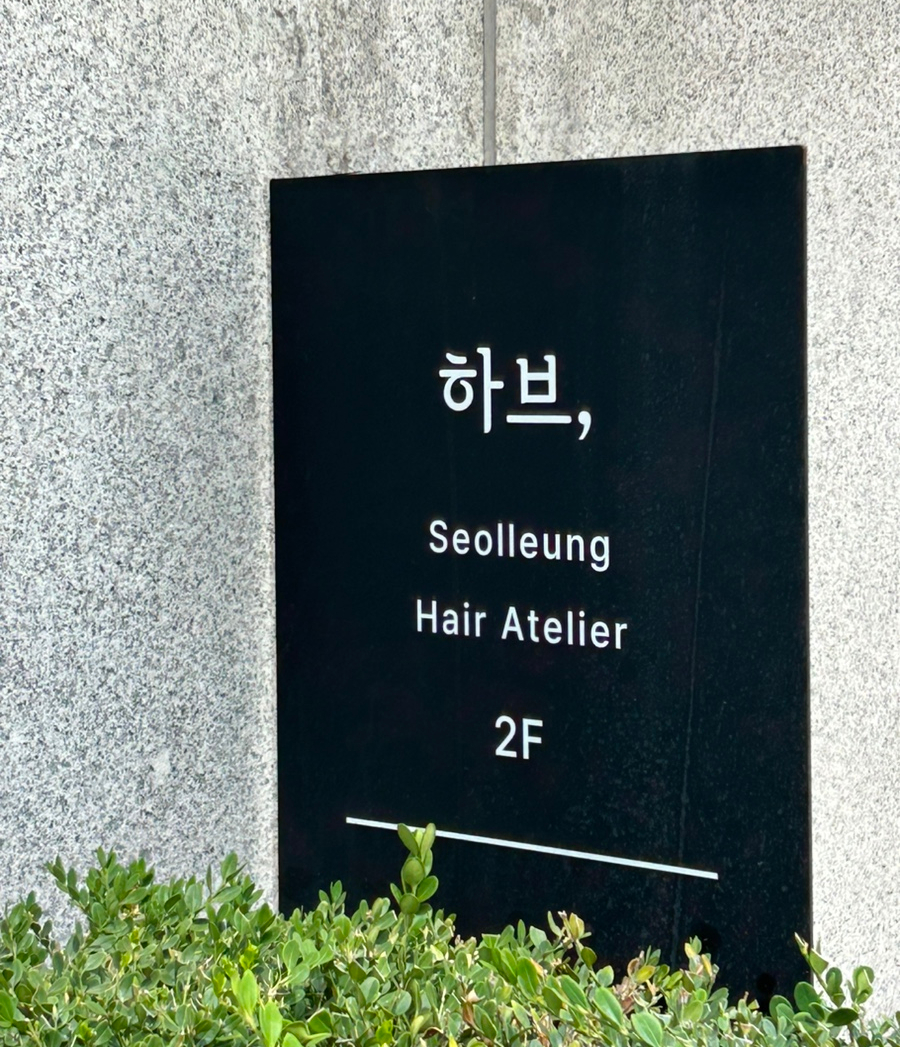 하브,
Seolleung
Hair Atelier
2F